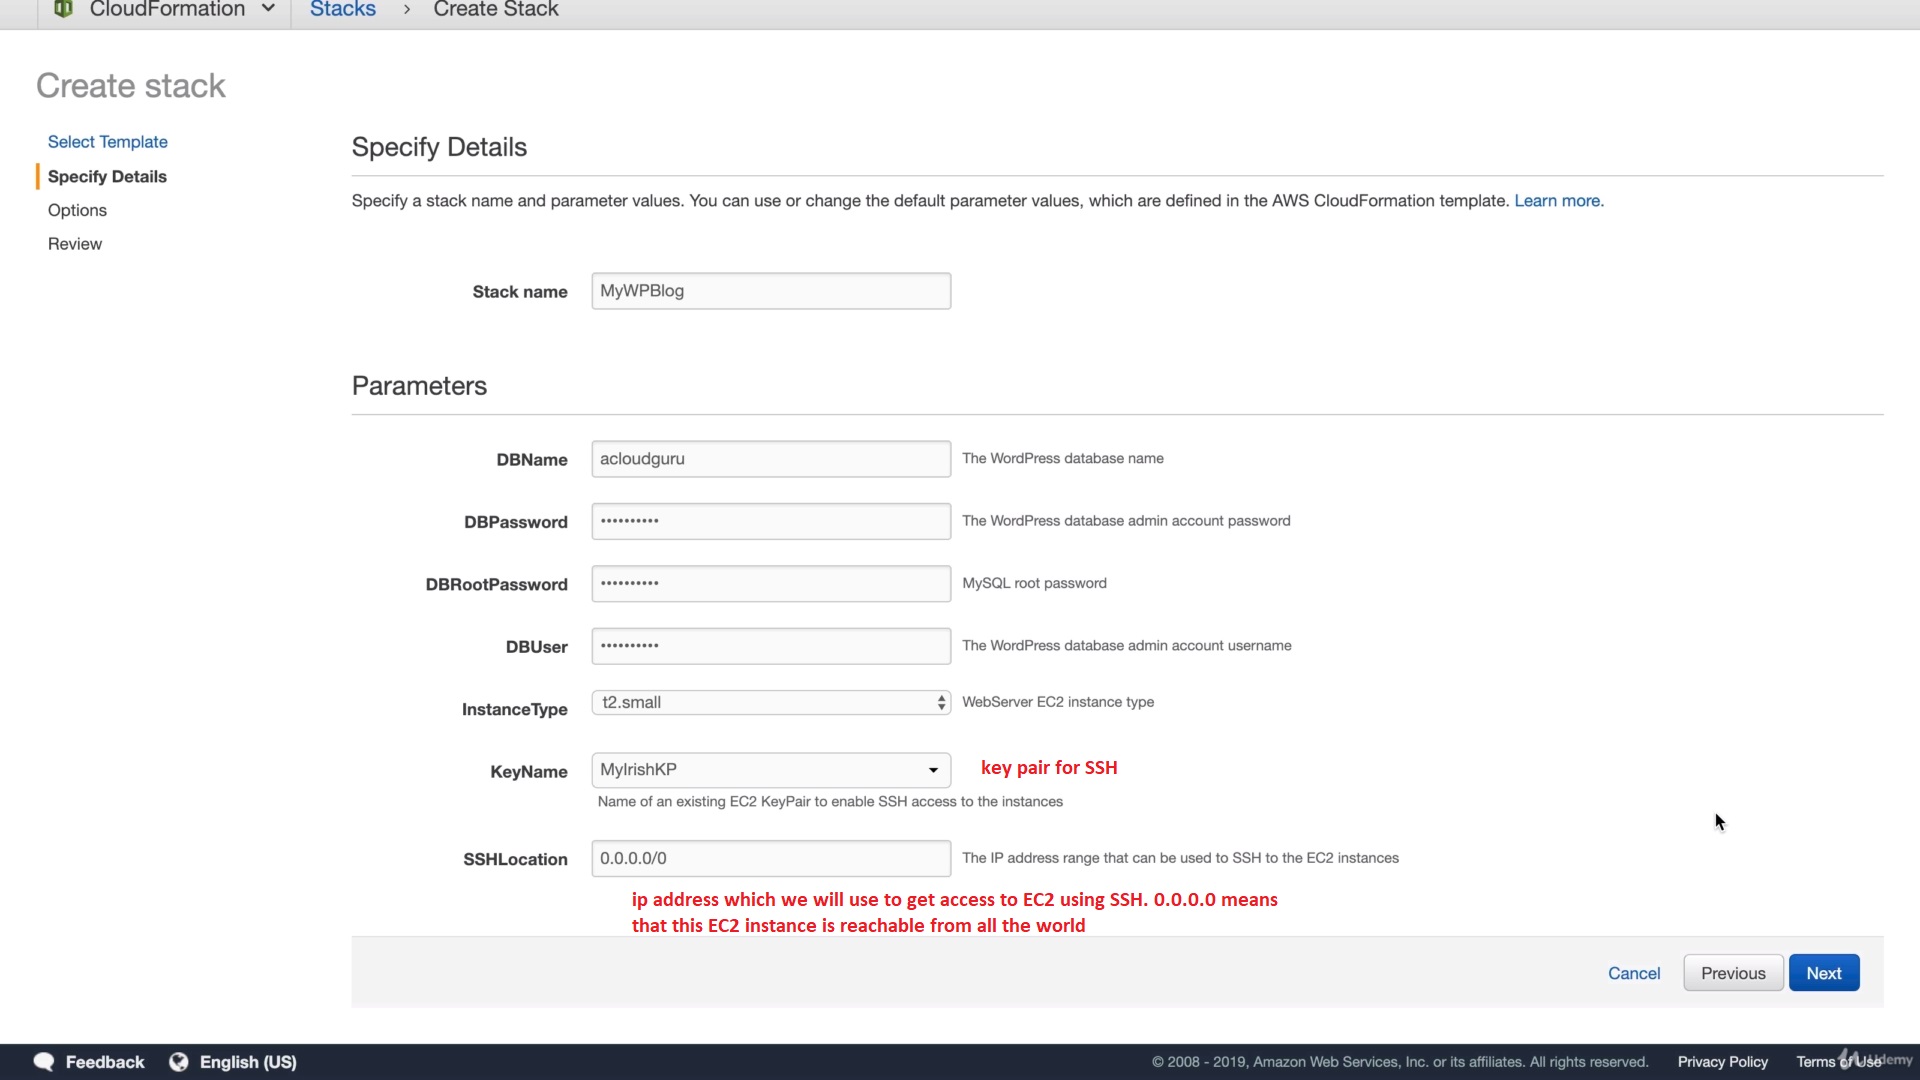 CloudFormation
Stacks > Create Stack
Create stack
Select Template
Specify Details
Options
Review
Specify Details
Specify a stack name and parameter values. You can use or change the default parameter values, which are defined in the AWS CloudFormation template. Learn more.
Stack name MyWPBlog
Parameters
DBName acloudguru The WordPress database name
DBPassword •••••••••• The WordPress database admin account password
DBRootPassword •••••••••• MySQL root password
DBUser •••••••••• The WordPress database admin account username
InstanceType t2.small WebServer EC2 instance type
KeyName MyIrishKP key pair for SSH
Name of an existing EC2 KeyPair to enable SSH access to the instances
SSHLocation 0.0.0.0/0 The IP address range that can be used to SSH to the EC2 instances
ip address which we will use to get access to EC2 using SSH. 0.0.0.0 means
that this EC2 instance is reachable from all the world
Cancel Previous Next
Feedback English (US) © 2008 - 2019, Amazon Web Services, Inc. or its affiliates. All rights reserved. Privacy Policy Terms of Use
Udemy